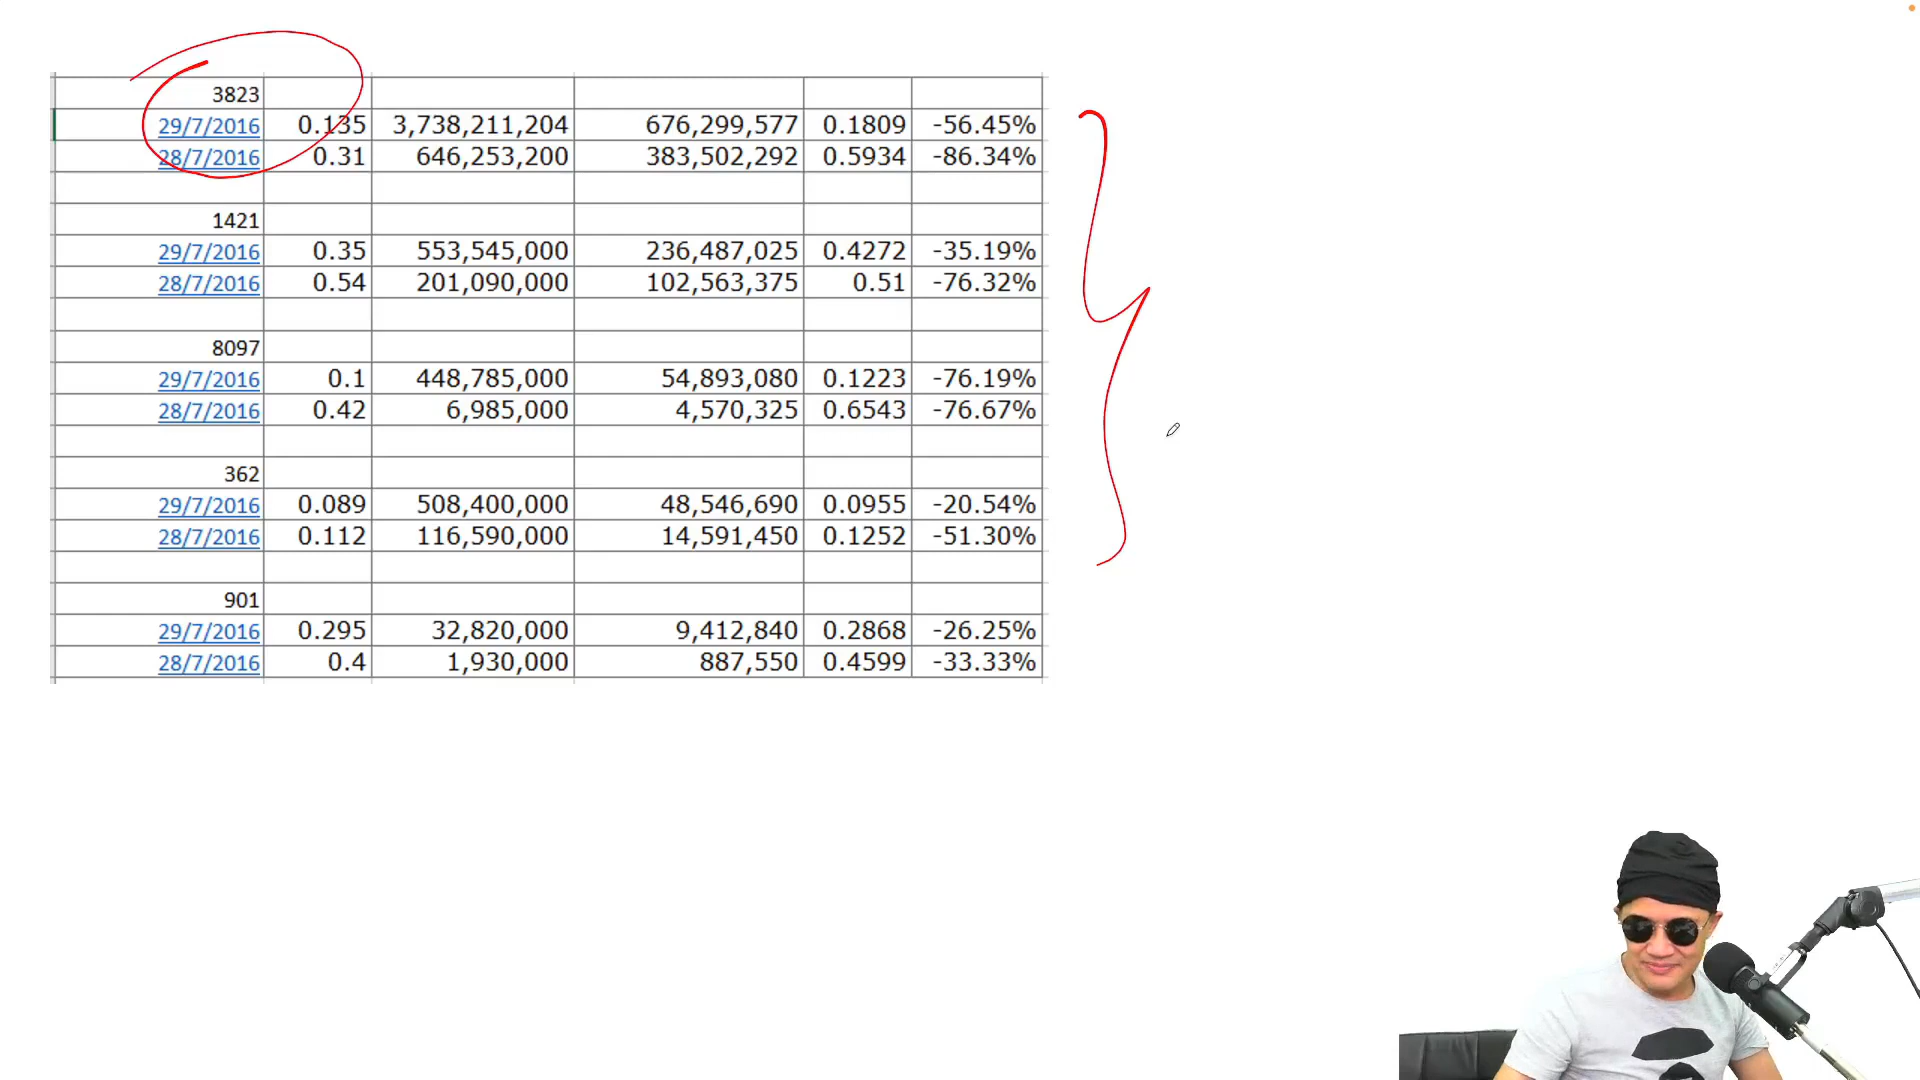 3823
29/7/2016 0.135 3,738,211,204 676,299,577 0.1809 -56.45%
28/7/2016 0.31 646,253,200 383,502,292 0.5934 -86.34%
1421
29/7/2016 0.35 553,545,000 236,487,025 0.4272 -35.19%
28/7/2016 0.54 201,090,000 102,563,375 0.51 -76.32%
8097
29/7/2016 0.1 448,785,000 54,893,080 0.1223 -76.19%
28/7/2016 0.42 6,985,000 4,570,325 0.6543 -76.67%
362
29/7/2016 0.089 508,400,000 48,546,690 0.0955 -20.54%
28/7/2016 0.112 116,590,000 14,591,450 0.1252 -51.30%
901
29/7/2016 0.295 32,820,000 9,412,840 0.2868 -26.25%
28/7/2016 0.4 1,930,000 887,550 0.4599 -33.33%